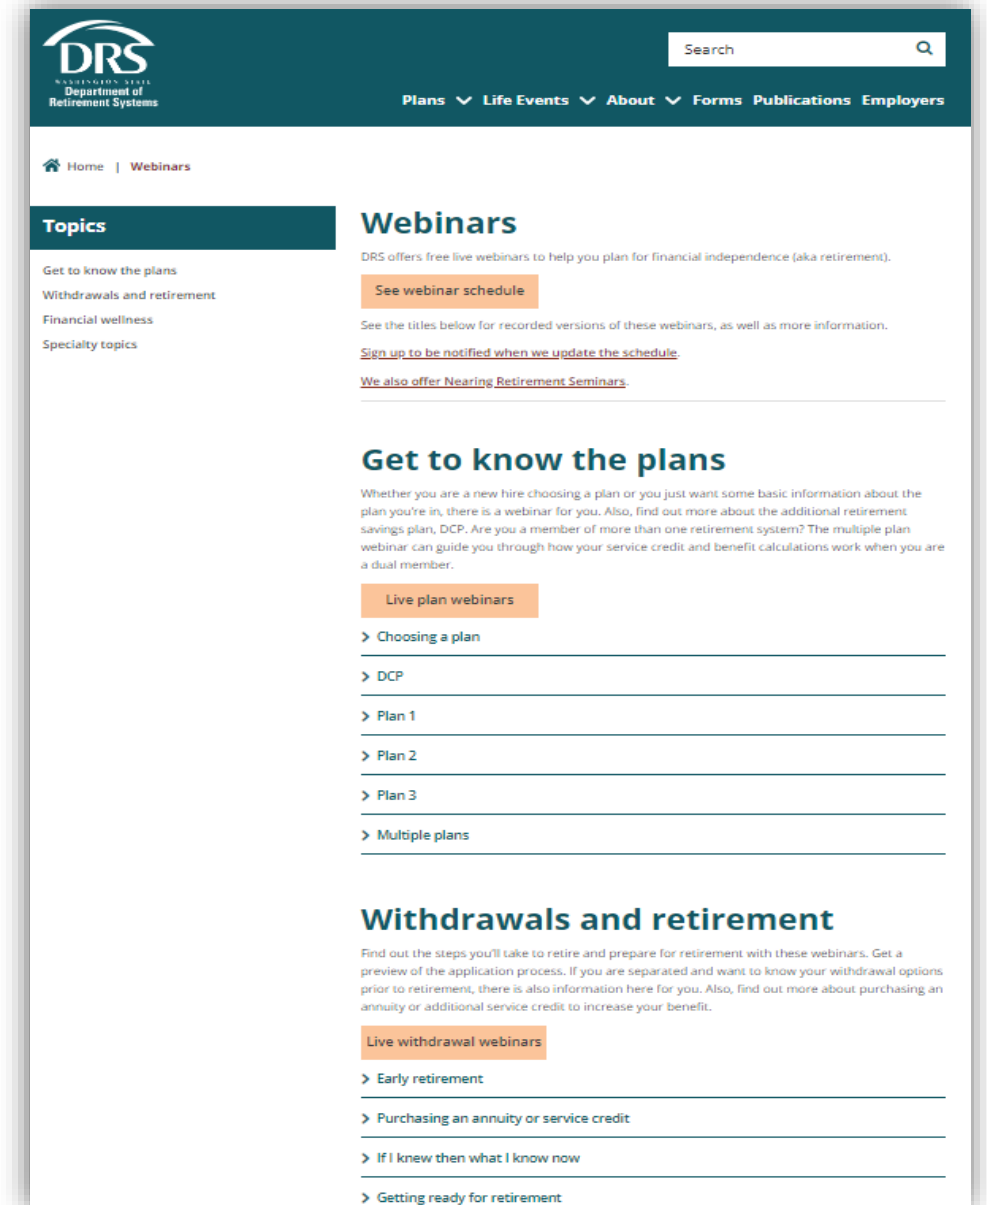 DRS
WASHINGTON STATE
Department of
Retirement Systems
Search
Plans Life Events About Forms Publications Employers
Home | Webinars
Topics
Get to know the plans
Withdrawals and retirement
Financial wellness
Specialty topics
Webinars
DRS offers free live webinars to help you plan for financial independence (aka retirement).
See webinar schedule
See the titles below for recorded versions of these webinars, as well as more information.
Sign up to be notified when we update the schedule.
We also offer Nearing Retirement Seminars.
Get to know the plans
Whether you are a new hire choosing a plan or you just want some basic information about the
plan you're in, there is a webinar for you. Also, find out more about the additional retirement
savings plan, DCP. Are you a member of more than one retirement system? The multiple plan
webinar can guide you through how your service credit and benefit calculations work when you are
a dual member.
Live plan webinars
Choosing a plan
DCP
Plan 1
Plan 2
Plan 3
Multiple plans
Withdrawals and retirement
Find out the steps you'll take to retire and prepare for retirement with these webinars. Get a
preview of the application process. If you are separated and want to know your withdrawal options
prior to retirement, there is also information here for you. Also, find out more about purchasing an
annuity or additional service credit to increase your benefit.
Live withdrawal webinars
Early retirement
Purchasing an annuity or service credit
If I knew then what I know now
Getting ready for retirement